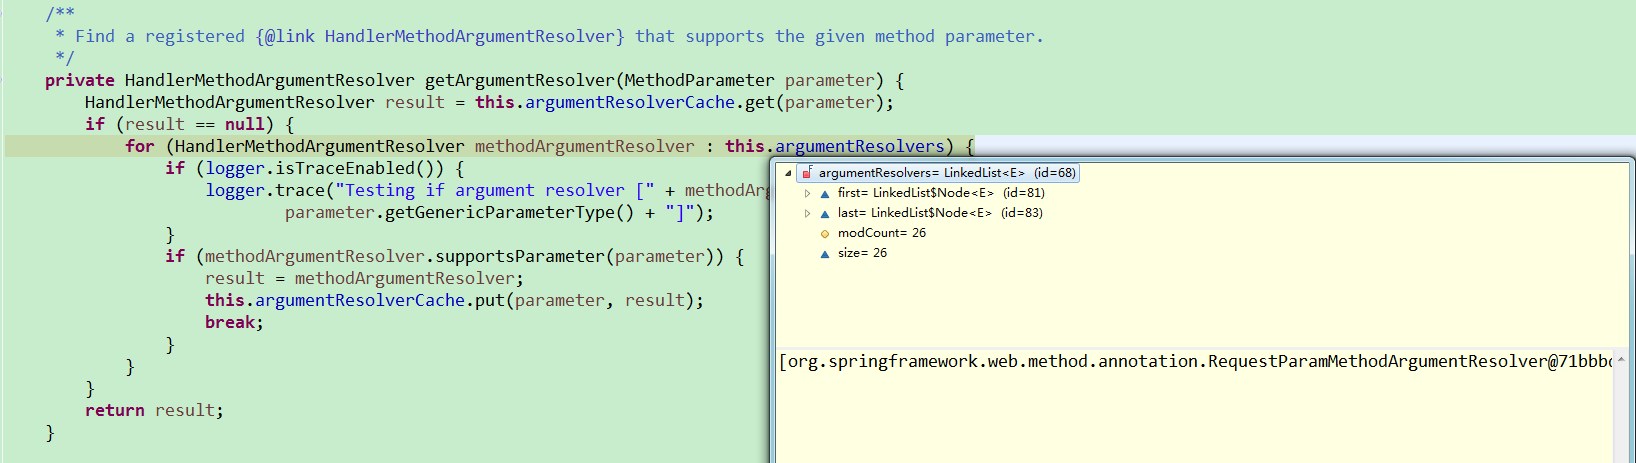 /**
* Find a registered {@link HandlerMethodArgumentResolver} that supports the given method parameter.
*/
private HandlerMethodArgumentResolver getArgumentResolver(MethodParameter parameter) {
HandlerMethodArgumentResolver result = this.argumentResolverCache.get(parameter);
if (result == null) {
for (HandlerMethodArgumentResolver methodArgumentResolver : this.argumentResolvers) {
if (logger.isTraceEnabled()) {
logger.trace("Testing if argument resolver [" + methodArg
parameter.getGenericParameterType() + "]");
}
if (methodArgumentResolver.supportsParameter(parameter)) {
result = methodArgumentResolver;
this.argumentResolverCache.put(parameter, result);
break;
}
}
}
return result;
}
argumentResolvers= LinkedList<E> (id=68)
first= LinkedList$Node<E> (id=81)
last= LinkedList$Node<E> (id=83)
modCount= 26
size= 26
[org.springframework.web.method.annotation.RequestParamMethodArgumentResolver@71bbb